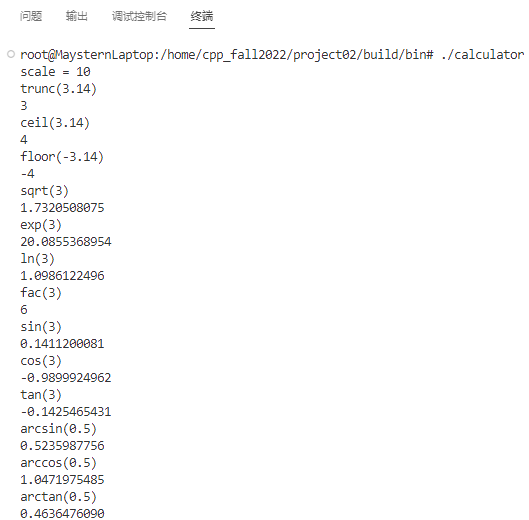 问题 输出 调试控制台 终端
root@MaysternLaptop:/home/cpp_fall2022/project02/build/bin# ./calculator
scale = 10
trunc(3.14)
3
ceil(3.14)
4
floor(-3.14)
-4
sqrt(3)
1.7320508075
exp(3)
20.0855368954
ln(3)
1.0986122496
fac(3)
6
sin(3)
0.1411200081
cos(3)
-0.9899924962
tan(3)
-0.1425465431
arcsin(0.5)
0.5235987756
arccos(0.5)
1.0471975485
arctan(0.5)
0.4636476090